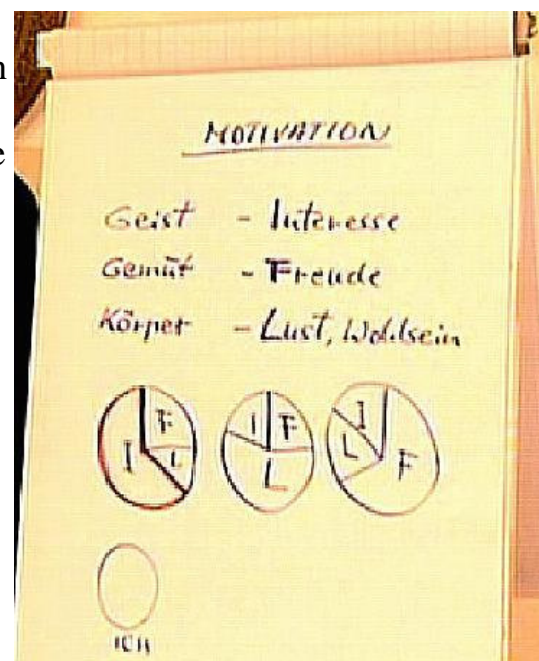 n
e
MOTIVATION
Geist - Interesse
Gemüt - Freude
Körper - Lust, Wohlsein
I F L
I F L
I L F
ICH